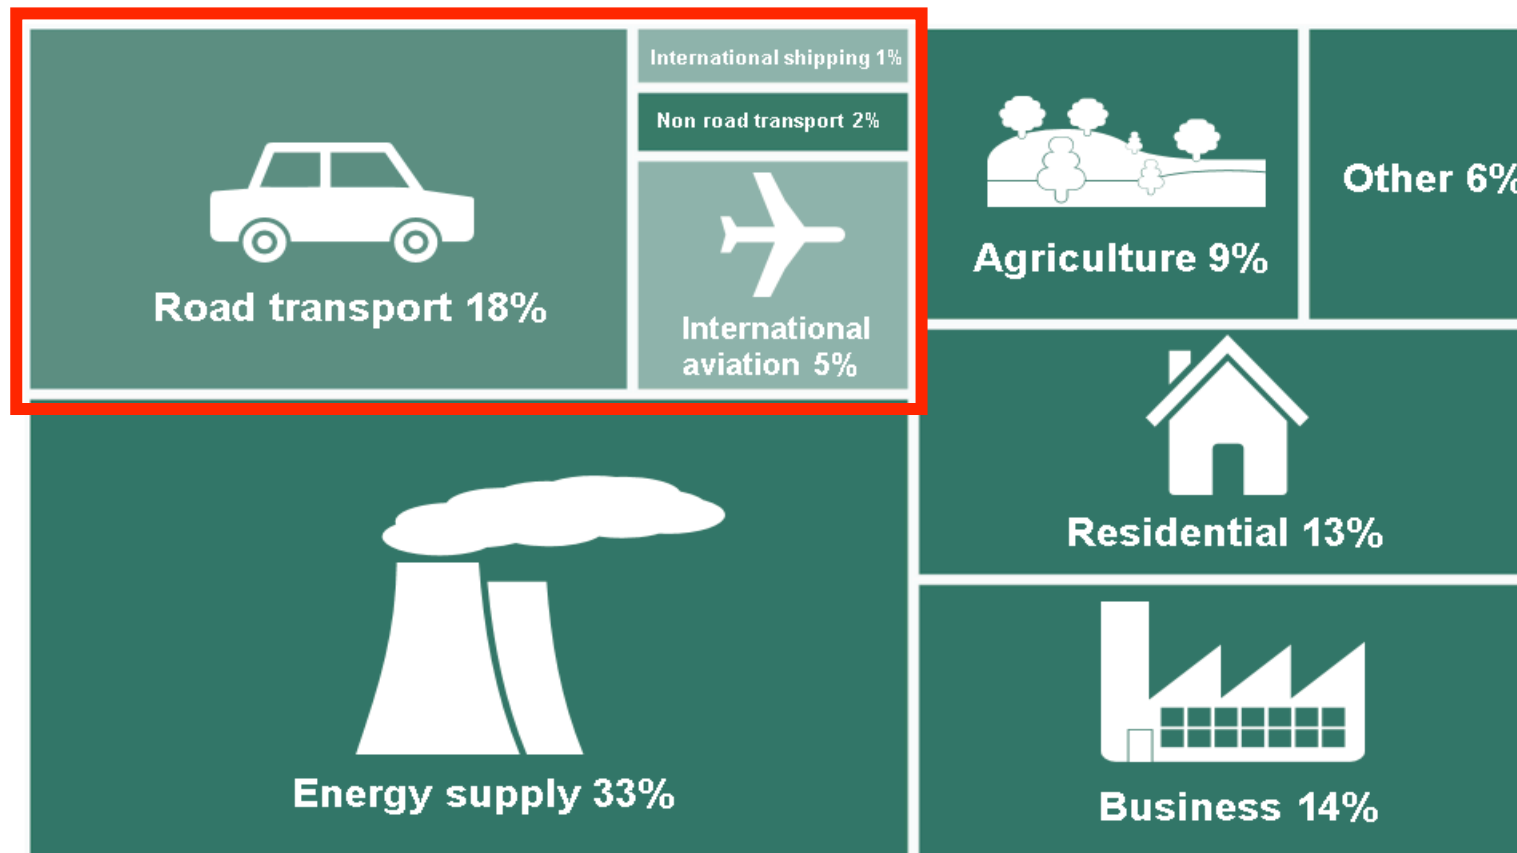 Road transport 18%
International shipping 1%
Non road transport 2%
International
aviation 5%
Agriculture 9%
Other 6%
Energy supply 33%
Residential 13%
Business 14%